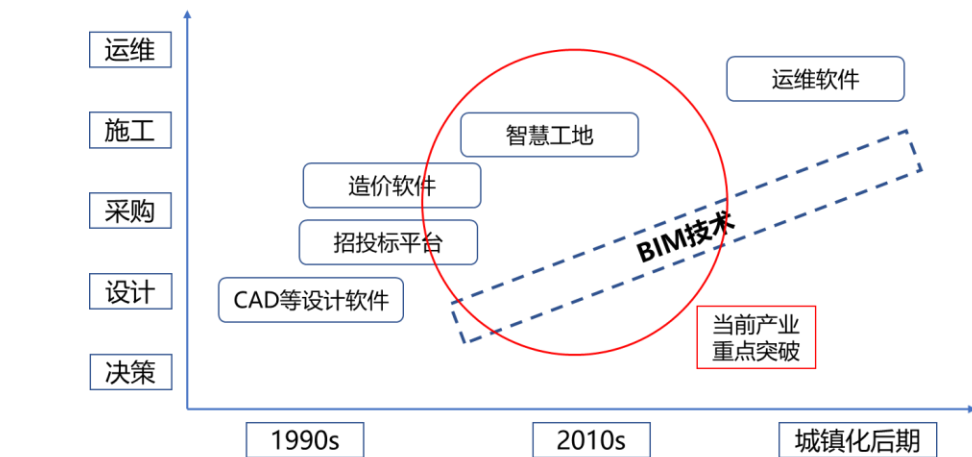 运维
运维软件
施工
智慧工地
造价软件
采购
招投标平台
BIM技术
设计
CAD等设计软件
当前产业
重点突破
决策
1990s
2010s
城镇化后期